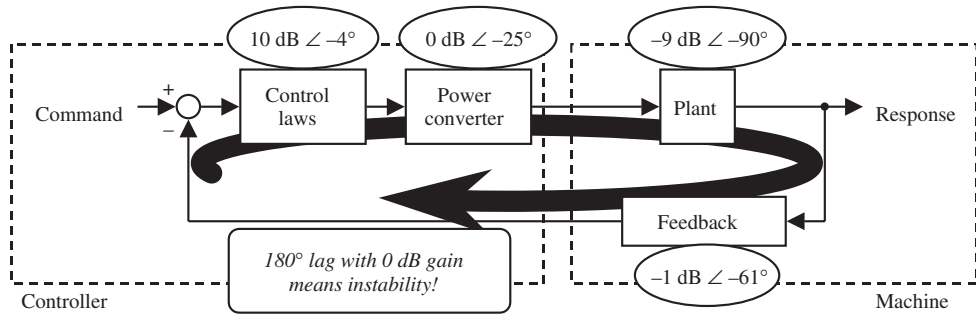 10 dB ∠ –4°
0 dB ∠ –25°
–9 dB ∠ –90°
Command
+
–
Control
laws
Power
converter
Plant
Response
Feedback
180° lag with 0 dB gain
means instability!
–1 dB ∠ –61°
Controller
Machine